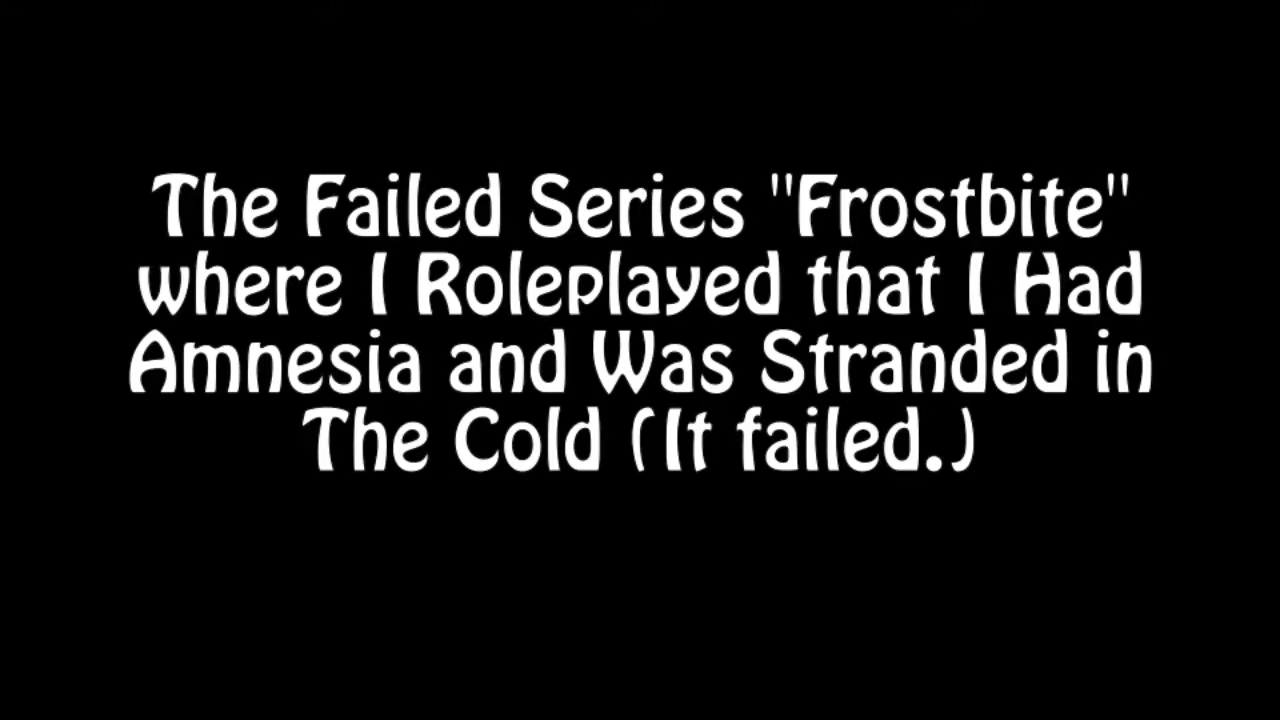 The Failed Series "Frostbite"
where I Roleplayed that I Had
Amnesia and Was Stranded in
The Cold (It failed.)